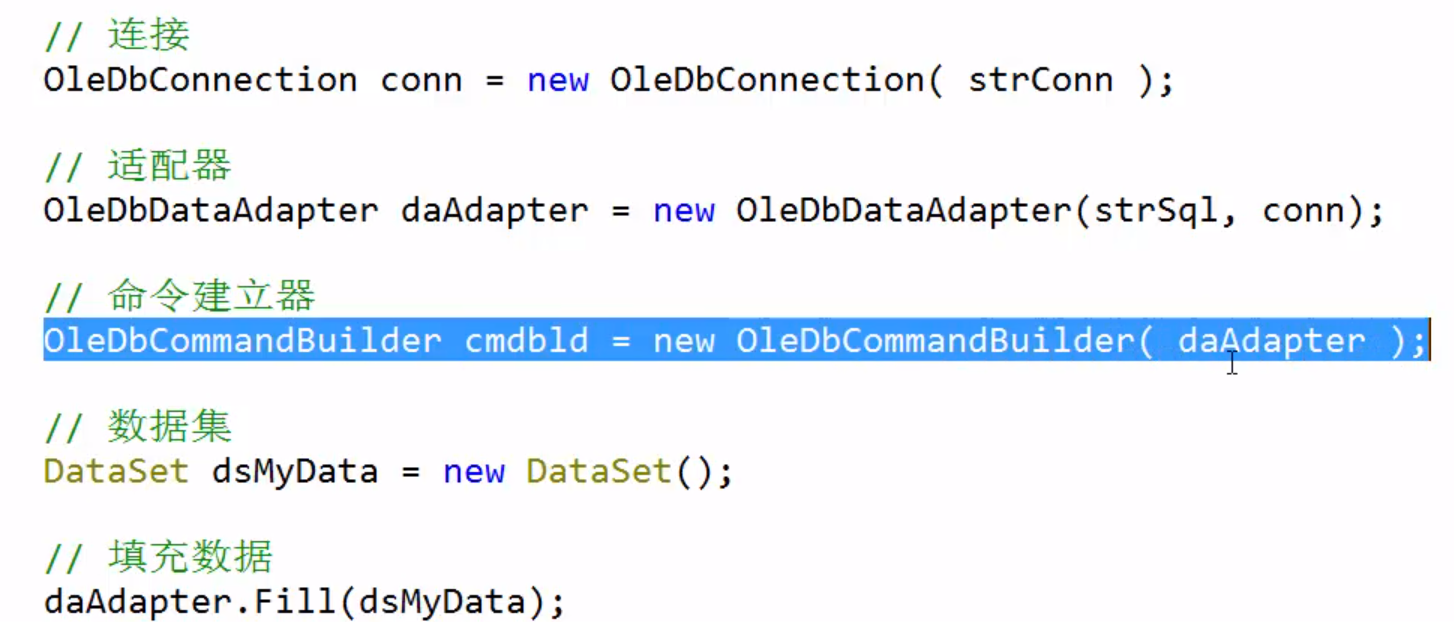 // 连接
OleDbConnection conn = new OleDbConnection( strConn );
// 适配器
OleDbDataAdapter daAdapter = new OleDbDataAdapter(strSql, conn);
// 命令建立器
OleDbCommandBuilder cmdbld = new OleDbCommandBuilder( daAdapter );
// 数据集
DataSet dsMyData = new DataSet();
// 填充数据
daAdapter.Fill(dsMyData);